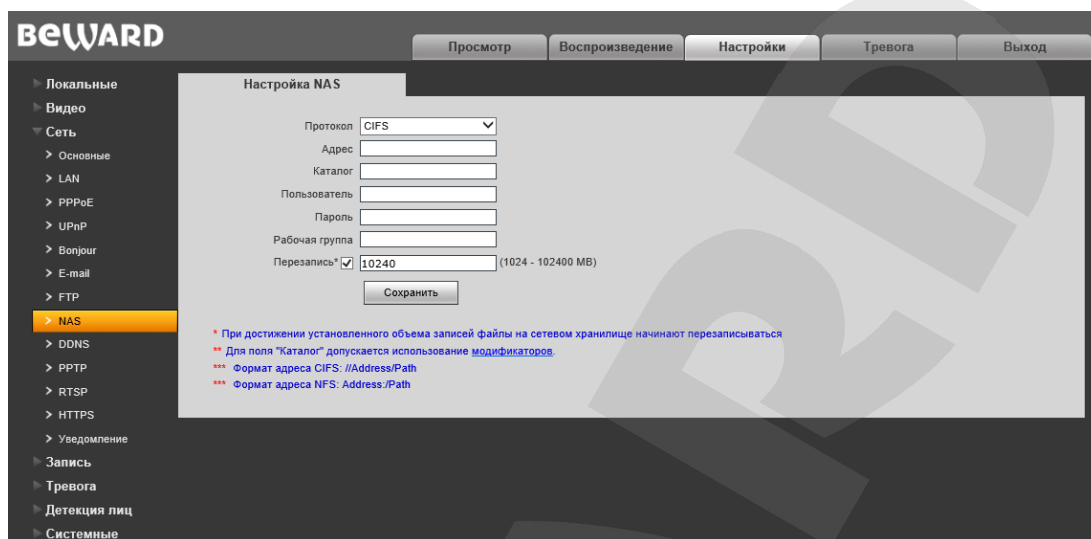 BEWARD
Просмотр
Воспроизведение
Настройки
Тревога
Выход
Локальные
Видео
Сеть
Основные
LAN
PPPoE
UPnP
Bonjour
E-mail
FTP
NAS
DDNS
PPTP
RTSP
HTTPS
Уведомление
Запись
Тревога
Детекция лиц
Системные
Настройка NAS
Протокол CIFS
Адрес
Каталог
Пользователь
Пароль
Рабочая группа
Перезапись* 10240 (1024 - 102400 MB)
Сохранить
* При достижении установленного объема записей файлы на сетевом хранилище начинают перезаписываться
** Для поля "Каталог" допускается использование модификаторов.
*** Формат адреса CIFS: //Address/Path
*** Формат адреса NFS: Address:/Path